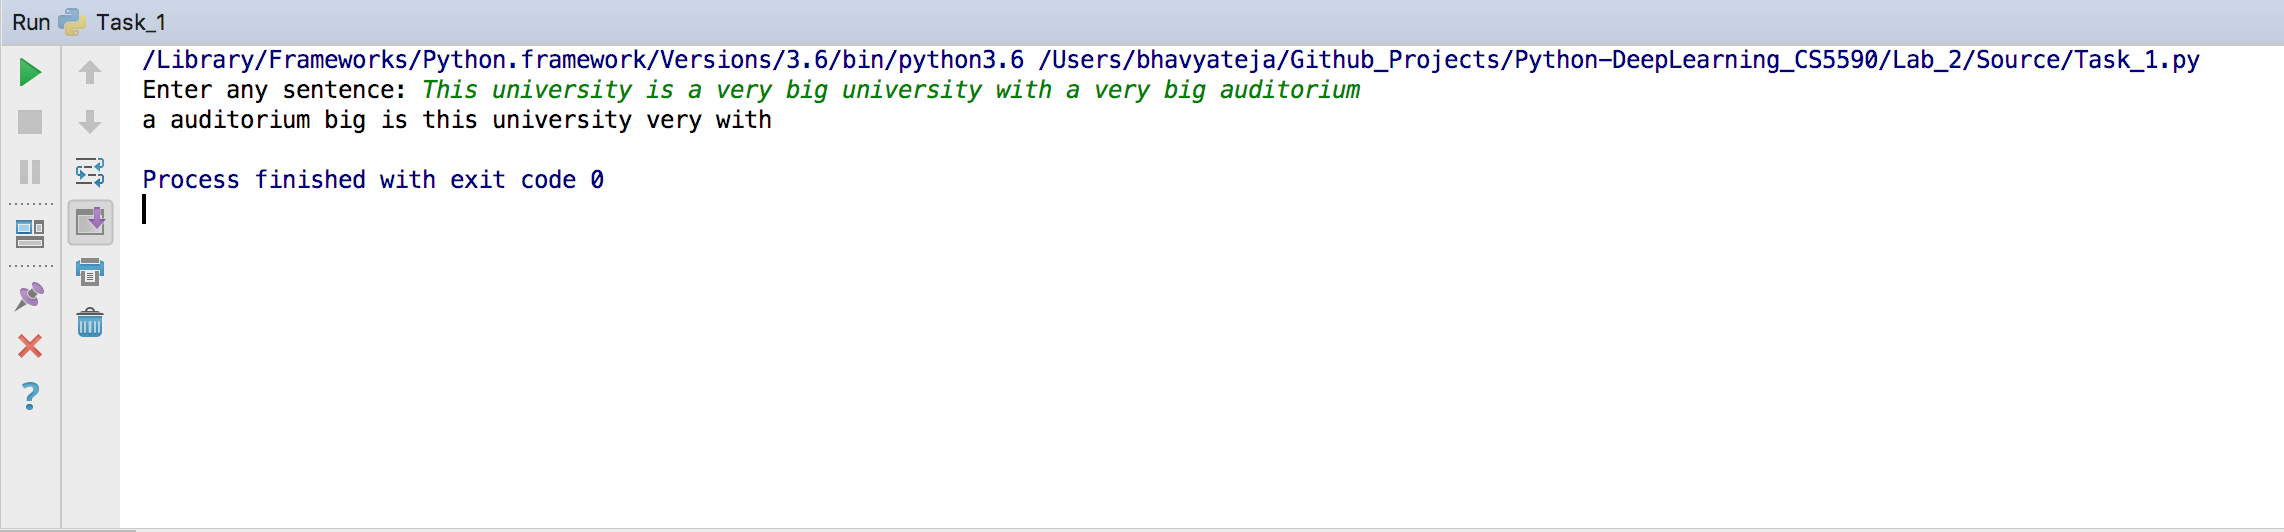 Run Task_1
/Library/Frameworks/Python.framework/Versions/3.6/bin/python3.6 /Users/bhavyateja/Github_Projects/Python-DeepLearning_CS5590/Lab_2/Source/Task_1.py
Enter any sentence: This university is a very big university with a very big auditorium
a auditorium big is this university very with
Process finished with exit code 0
?